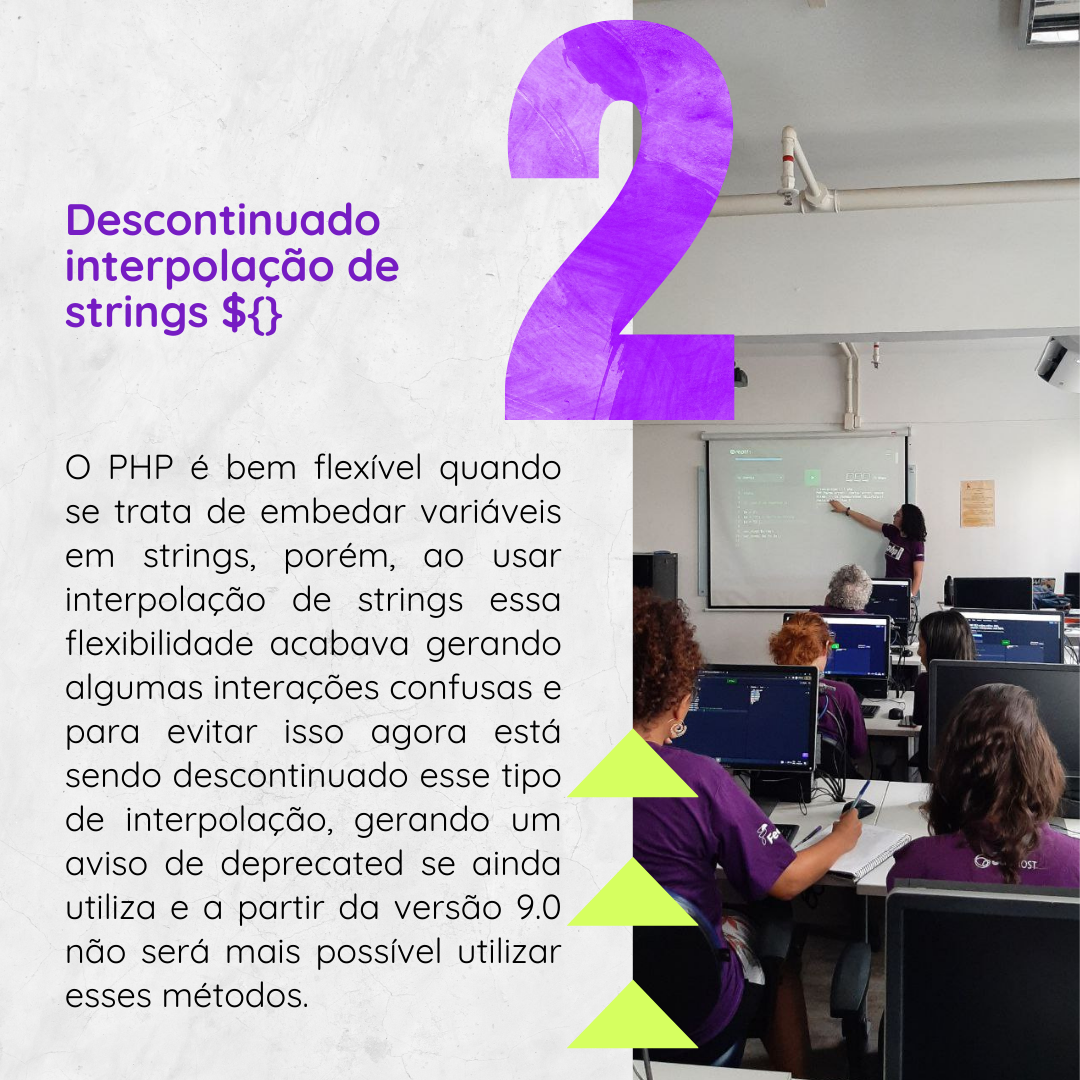 2
Descontinuado
interpolação de
strings ${}
O PHP é bem flexível quando
se trata de embedar variáveis
em strings, porém, ao usar
interpolação de strings essa
flexibilidade acabava gerando
algumas interações confusas e
para evitar isso agora está
sendo descontinuado esse tipo
de interpolação, gerando um
aviso de deprecated se ainda
utiliza e a partir da versão 9.0
não será mais possível utilizar
esses métodos.